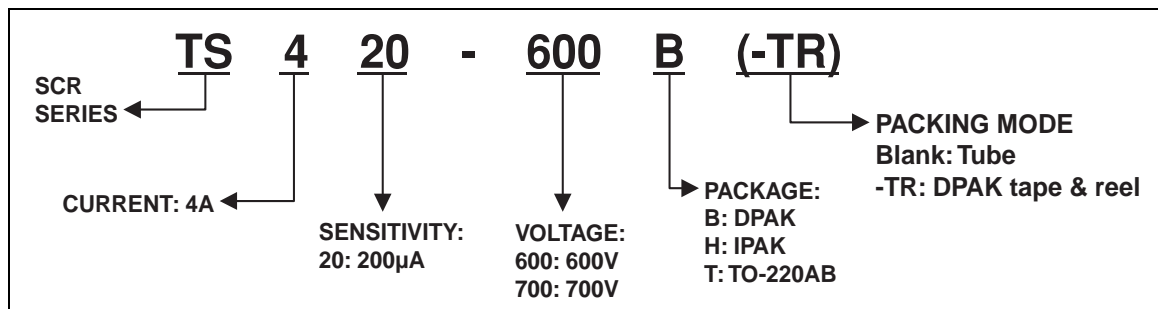 TS 4 20 - 600 B (-TR)
SCR
SERIES
CURRENT: 4A
SENSITIVITY:
20: 200µA
VOLTAGE:
600: 600V
700: 700V
PACKAGE:
B: DPAK
H: IPAK
T: TO-220AB
PACKING MODE
Blank: Tube
-TR: DPAK tape & reel